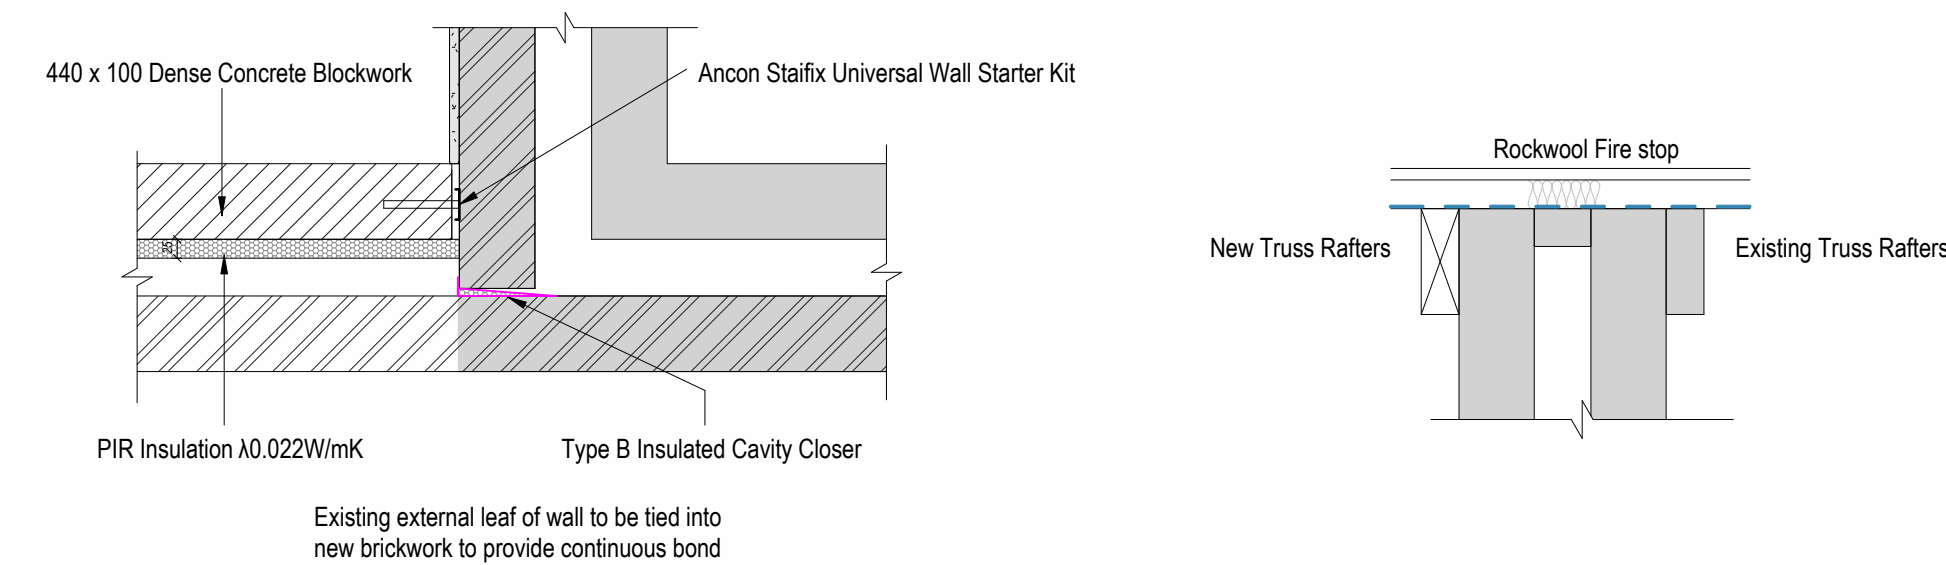 440 x 100 Dense Concrete Blockwork
Ancon Staifix Universal Wall Starter Kit
25
PIR Insulation λ0.022W/mK
Type B Insulated Cavity Closer
Existing external leaf of wall to be tied into
new brickwork to provide continuous bond
Rockwool Fire stop
New Truss Rafters
Existing Truss Rafters